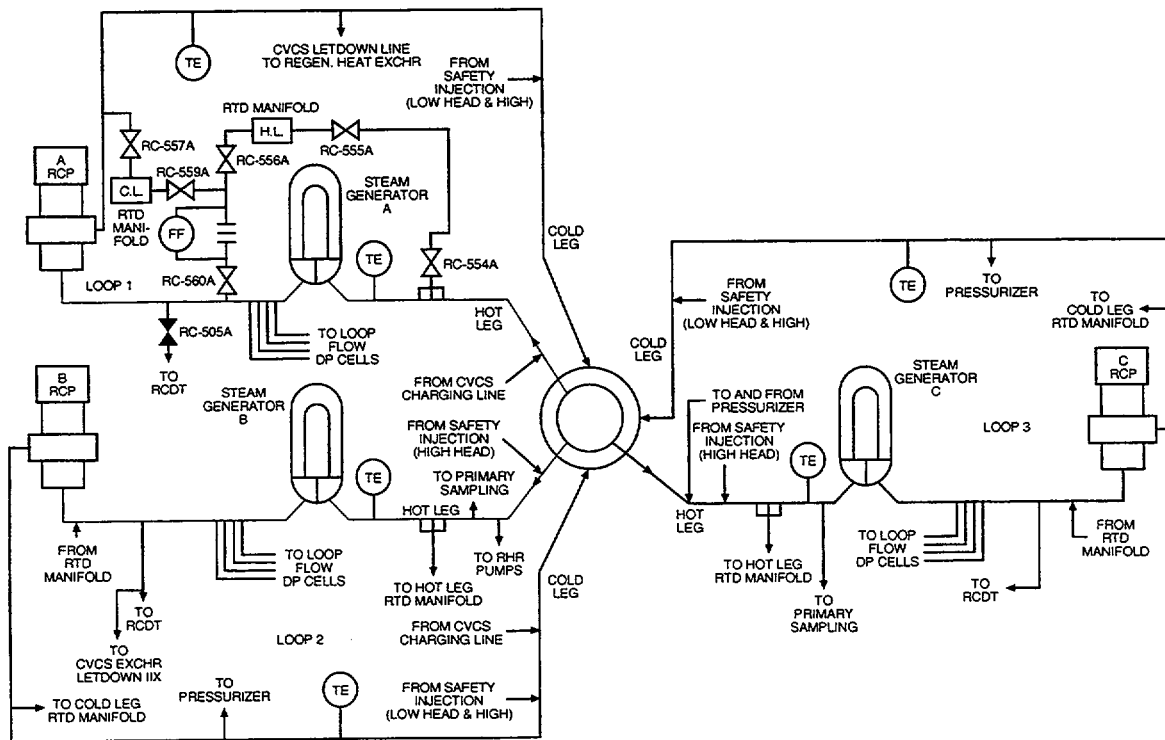 CVCS LETDOWN LINE
TO REGEN. HEAT EXCHR
TE
FROM
SAFETY
INJECTION
(LOW HEAD & HIGH)
RTD MANIFOLD
H.L.
RC-557A
RC-556A
RC-555A
A
RCP
RC-559A
C.L.
RTD
MANI-
FOLD
FF
STEAM
GENERATOR
A
COLD
LEG
TE
RC-554A
RC-560A
LOOP 1
HOT
LEG
RC-505A
TO
RCDT
TO LOOP
FLOW
DP CELLS
FROM CVCS
CHARGING LINE
B
RCP
STEAM
GENERATOR
B
FROM SAFETY
INJECTION
(HIGH HEAD)
TE
TO PRIMARY
SAMPLING
HOT LEG
FROM
RTD
MANIFOLD
TO LOOP
FLOW
DP CELLS
TO RHR
PUMPS
TO HOT LEG
RTD MANIFOLD
COLD
LEG
TO
RCDT
TO
CVCS EXCHR
LETDOWN IIX
LOOP 2
FROM CVCS
CHARGING LINE
TO COLD LEG
RTD MANIFOLD
TO
PRESSURIZER
TE
FROM SAFETY
INJECTION
(LOW HEAD & HIGH)
TE
TO
PRESSURIZER
FROM
SAFETY
INJECTION
(LOW HEAD & HIGH)
TO
COLD LEG
RTD MANIFOLD
COLD
LEG
STEAM
GENERATOR
C
C
RCP
TO AND FROM
PRESSURIZER
FROM SAFETY
INJECTION
(HIGH HEAD)
LOOP 3
TE
HOT
LEG
TO HOT LEG
RTD MANIFOLD
TO
PRIMARY
SAMPLING
TO LOOP
FLOW
DP CELLS
TO
RCDT
FROM
RTD
MANIFOLD